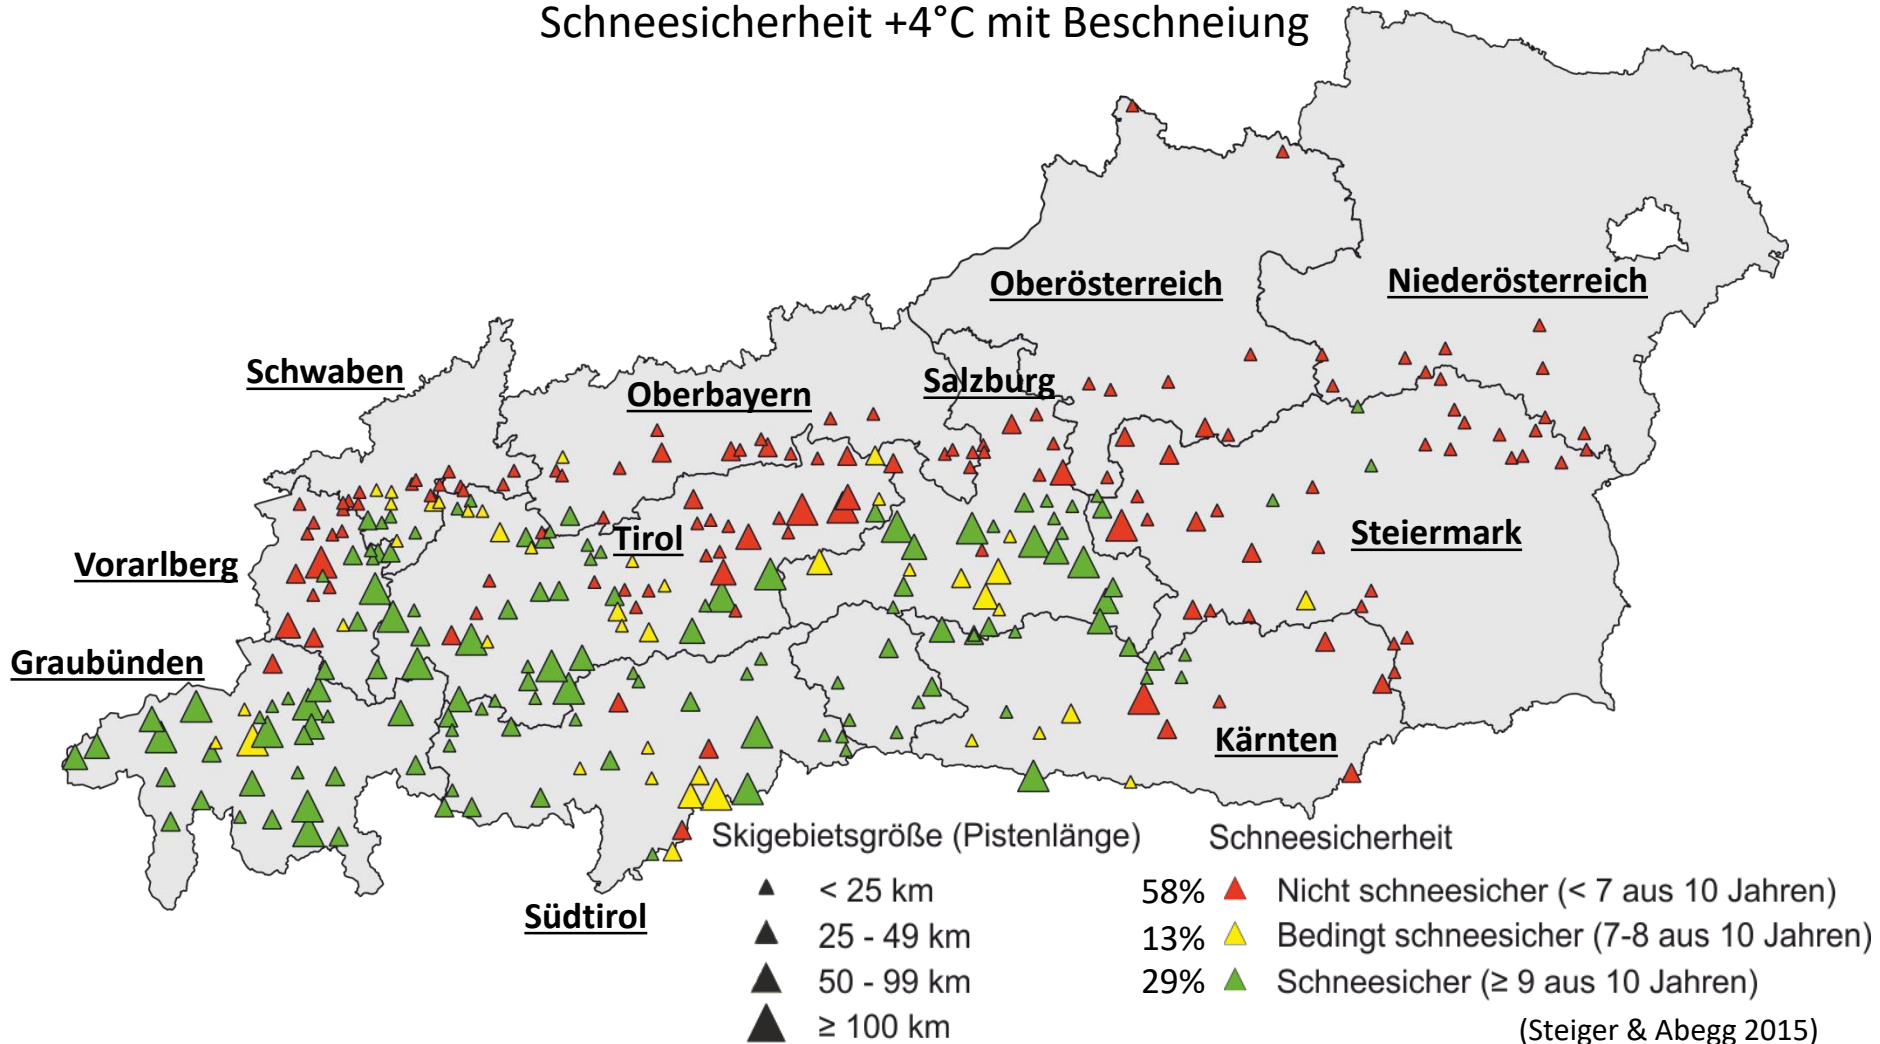 Schneesicherheit +4°C mit Beschneiung
Oberösterreich
Niederösterreich
Schwaben
Oberbayern
Salzburg
Tirol
Steiermark
Vorarlberg
Graubünden
Kärnten
Südtirol
Skigebietsgröße (Pistenlänge)
< 25 km
25 - 49 km
50 - 99 km
≥ 100 km
Schneesicherheit
58% Nicht schneesicher (< 7 aus 10 Jahren)
13% Bedingt schneesicher (7-8 aus 10 Jahren)
29% Schneesicher (≥ 9 aus 10 Jahren)
(Steiger & Abegg 2015)